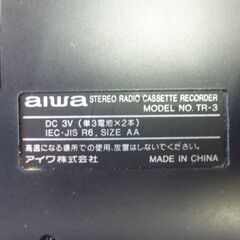 aiwa STEREO RADIO CASSETTE RECORDER
MODEL NO. TR-3
DC 3V (単3電池×2本)
IEC・JIS R6, SIZE AA
高温になる場所での使用、放置はしないでください。
アイワ株式会社 MADE IN CHINA